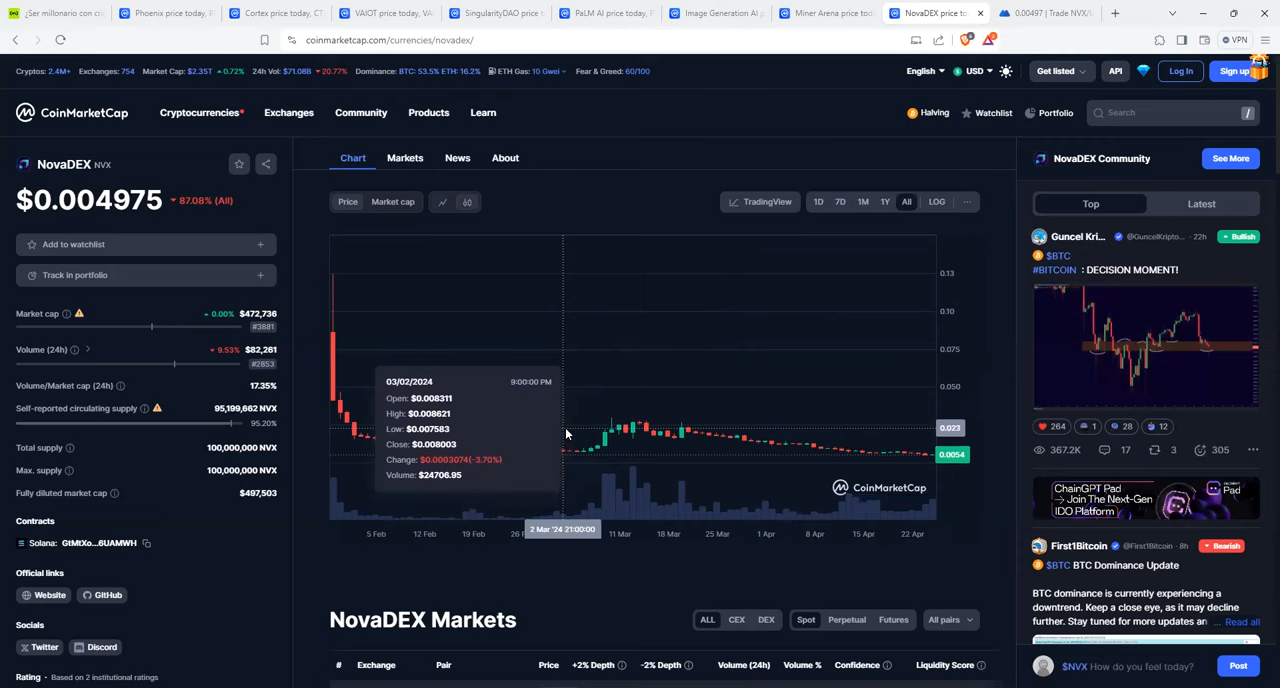 ¿Ser millonario con cri
Phoenix price today, P
Cortex price today, CT
VAIOT price today, VA
SingularityDAO price t
PaLM AI price today, P
Image Generation AI p
Miner Arena price toda
NovaDEX price to
0.00497 | Trade NVX/U
coinmarketcap.com/currencies/novadex/
VPN
Cryptos: 2.4M+ Exchanges: 754 Market Cap: $2.35T 0.72% 24h Vol: $71.08B 20.77% Dominance: BTC: 53.5% ETH: 16.2% ETH Gas: 10 Gwei Fear & Greed: 60/100
English USD Get listed API Log In Sign up
CoinMarketCap
Cryptocurrencies Exchanges Community Products Learn
Halving Watchlist Portfolio Search /
NovaDEX NVX
$0.004975 87.08% (All)
Add to watchlist +
Track in portfolio +
Market cap 0.00% $472,736
#3881
Volume (24h) 9.53% $82,261
#2853
Volume/Market cap (24h) 17.35%
Self-reported circulating supply 95,199,662 NVX
95.20%
Total supply 100,000,000 NVX
Max. supply 100,000,000 NVX
Fully diluted market cap $497,503
Contracts
Solana: GtMtXo...6UAMWH
Official links
Website GitHub
Socials
Twitter Discord
Rating · Based on 2 institutional ratings
Chart Markets News About
Price Market cap
TradingView 1D 7D 1M 1Y All LOG ...
0.13
0.10
0.075
0.050
0.023
0.0054
03/02/2024 9:00:00 PM
Open: $0.008311
High: $0.008621
Low: $0.007583
Close: $0.008003
Change: $0.0003074(-3.70%)
Volume: $24706.95
CoinMarketCap
5 Feb 12 Feb 19 Feb 26 F 2 Mar '24 21:00:00 11 Mar 18 Mar 25 Mar 1 Apr 8 Apr 15 Apr 22 Apr
NovaDEX Markets
ALL CEX DEX Spot Perpetual Futures All pairs
# Exchange Pair Price +2% Depth -2% Depth Volume (24h) Volume % Confidence Liquidity Score
NovaDEX Community See More
Top Latest
Guncel Kri... @GuncelKripto... · 22h Bullish
$BTC
#BITCOIN : DECISION MOMENT!
264 1 28 12
367.2K 17 3 305 ...
ChainGPT Pad
→ Join The Next-Gen
IDO Platform
ChainGPT
Pad
First1Bitcoin @First1Bitcoin · 8h Bearish
$BTC BTC Dominance Update
BTC dominance is currently experiencing a
downtrend. Keep a close eye, as it may decline
further. Stay tuned for more updates an ... Read all
$NVX How do you feel today? Post